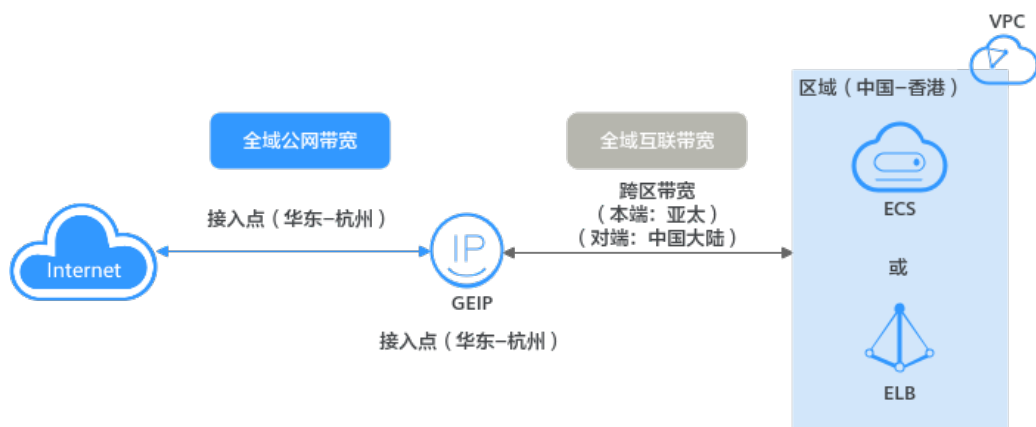 VPC
区域（中国-香港）
全域公网带宽
全域互联带宽
跨区带宽
（本端：亚太）
（对端：中国大陆）
接入点（华东-杭州）
ECS
Internet
IP
或
GEIP
接入点（华东-杭州）
ELB